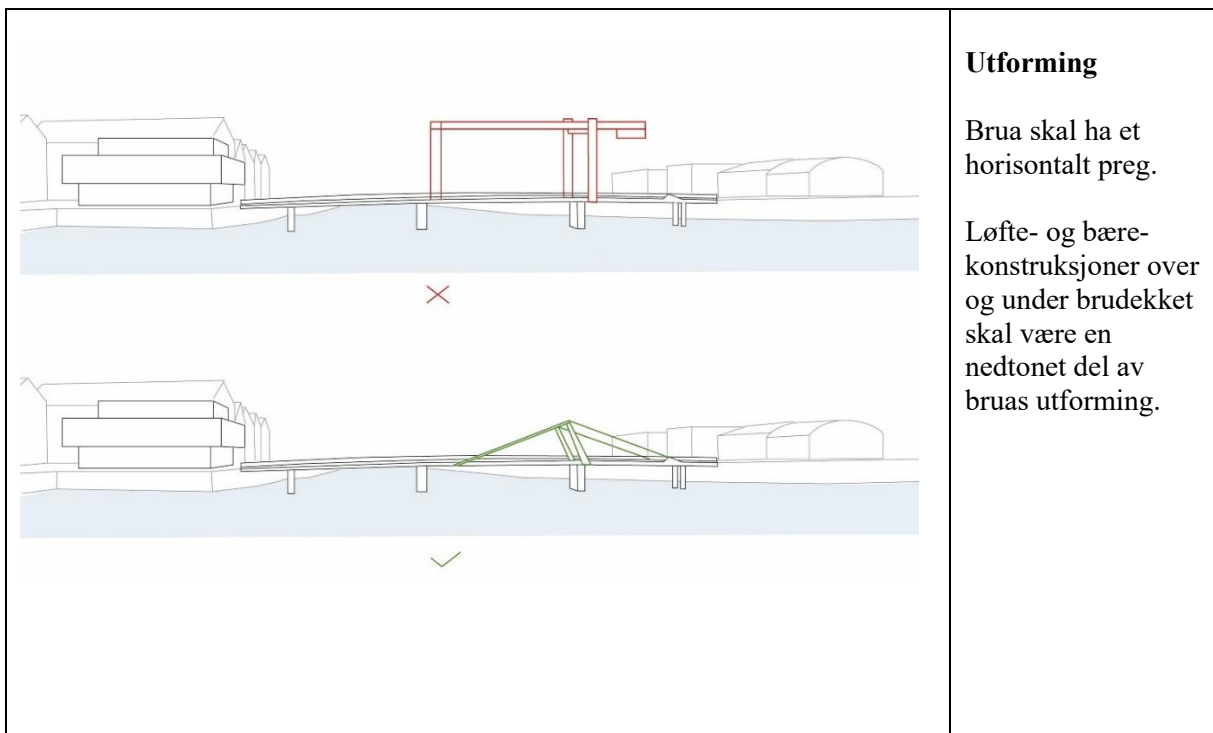 Utforming
Brua skal ha et
horisontalt preg.
Løfte- og bære-
konstruksjoner over
og under brudekket
skal være en
nedtonet del av
bruas utforming.